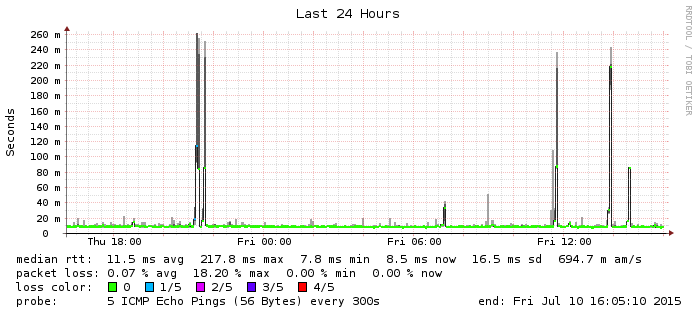 Last 24 Hours
RRDTOOL / TOBI OETIKER
Seconds
260 m
240 m
220 m
200 m
180 m
160 m
140 m
120 m
100 m
80 m
60 m
40 m
20 m
0
Thu 18:00 Fri 00:00 Fri 06:00 Fri 12:00
median rtt: 11.5 ms avg 217.8 ms max 7.8 ms min 8.5 ms now 16.5 ms sd 694.7 m am/s
packet loss: 0.07 % avg 18.20 % max 0.00 % min 0.00 % now
loss color: 0 1/5 2/5 3/5 4/5
probe: 5 ICMP Echo Pings (56 Bytes) every 300s end: Fri Jul 10 16:05:10 2015